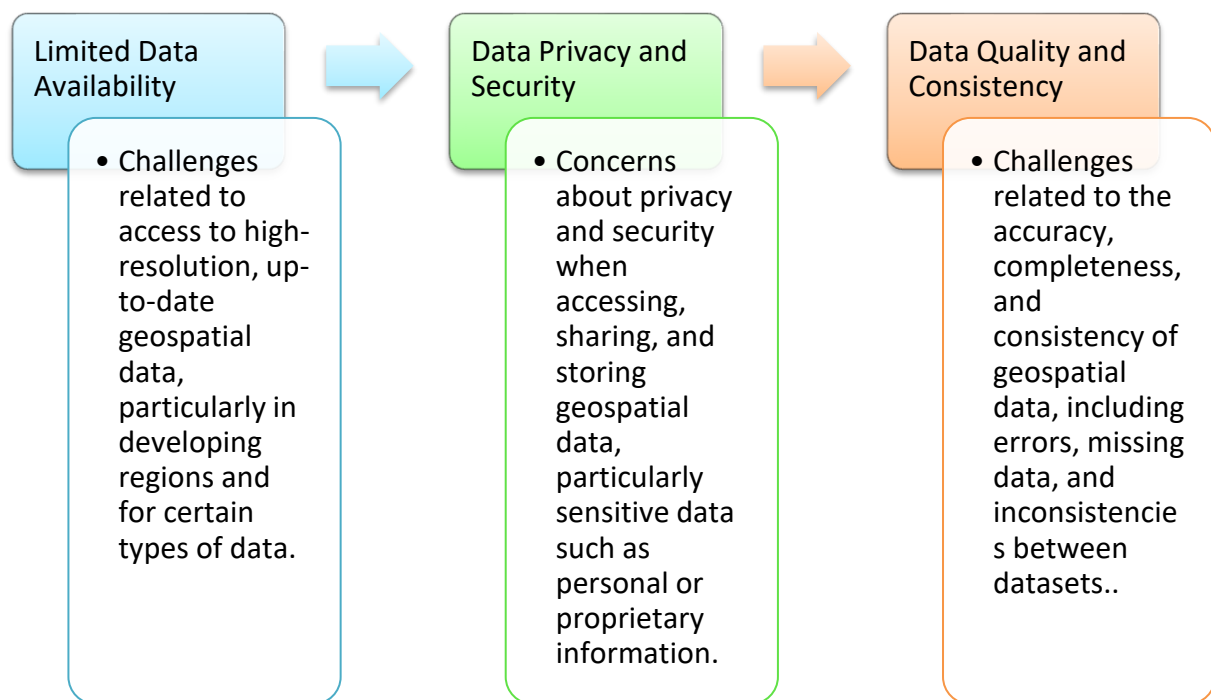 Limited Data
Availability
• Challenges
related to
access to high-
resolution, up-
to-date
geospatial
data,
particularly in
developing
regions and
for certain
types of data.
Data Privacy and
Security
• Concerns
about privacy
and security
when
accessing,
sharing, and
storing
geospatial
data,
particularly
sensitive data
such as
personal or
proprietary
information.
Data Quality and
Consistency
• Challenges
related to the
accuracy,
completeness,
and
consistency of
geospatial
data, including
errors, missing
data, and
inconsistencie
s between
datasets..